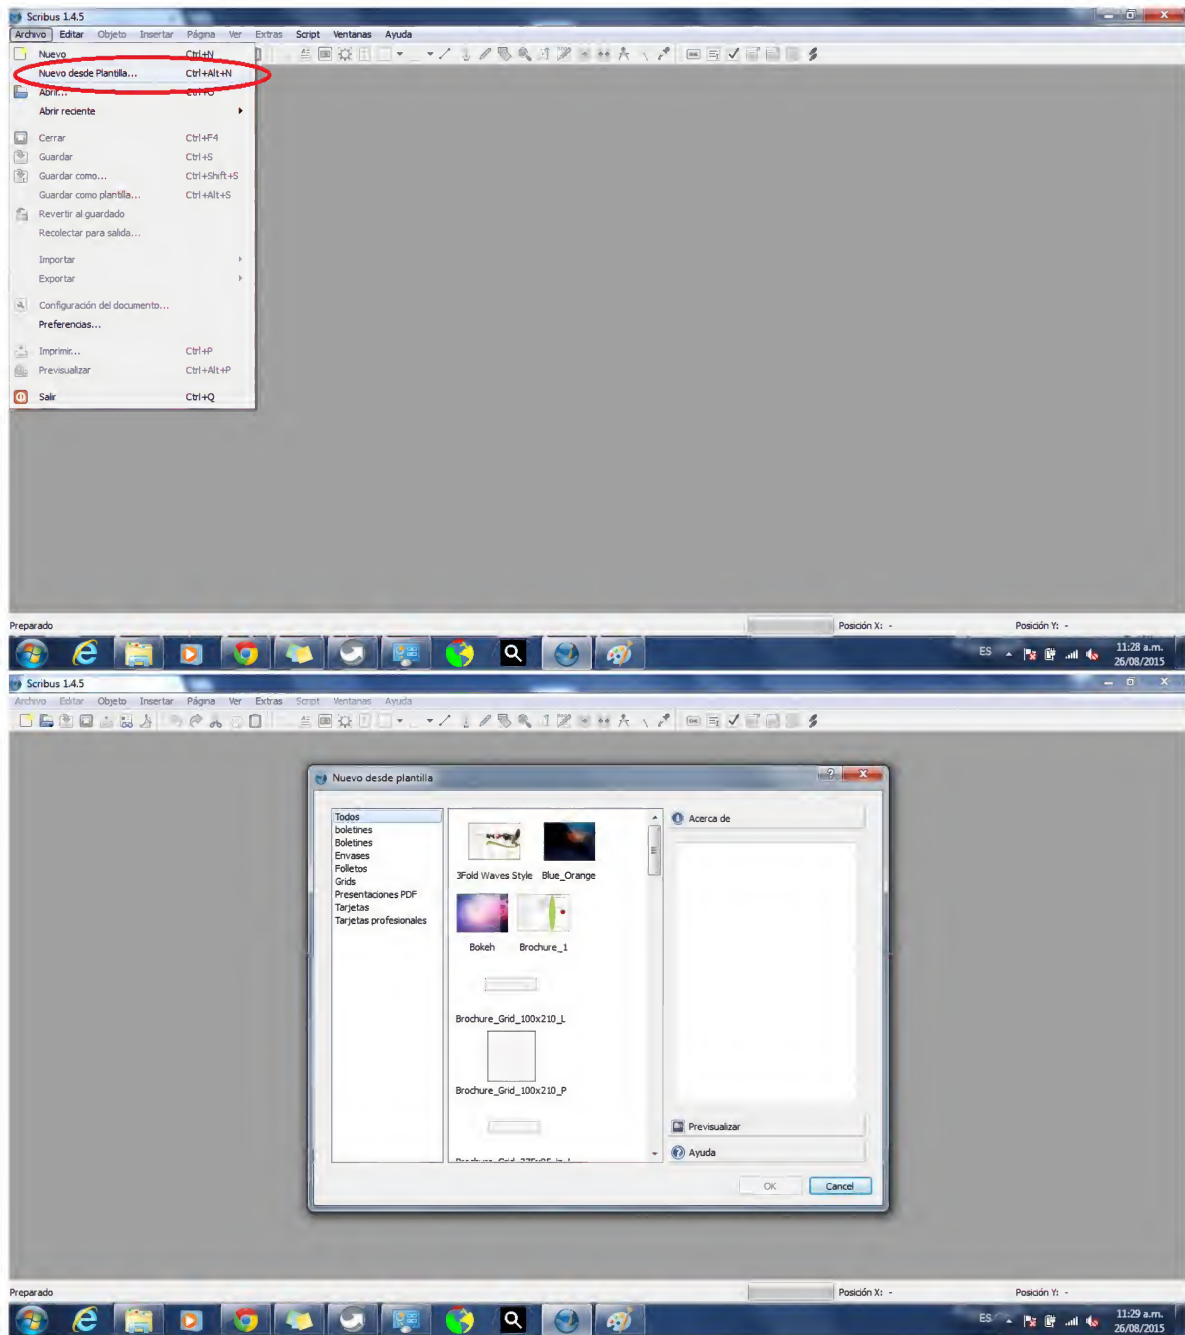 Scribus 1.4.5
Archivo Editar Objeto Insertar Página Ver Extras Script Ventanas Ayuda
Nuevo Ctrl+N
Nuevo desde Plantilla... Ctrl+Alt+N
Abrir... Ctrl+O
Abrir reciente
Cerrar Ctrl+F4
Guardar Ctrl+S
Guardar como... Ctrl+Shift+S
Guardar como plantilla... Ctrl+Alt+S
Revertir al guardado
Recolectar para salida...
Importar
Exportar
Configuración del documento...
Preferencias...
Imprimir... Ctrl+P
Previsualizar Ctrl+Alt+P
Salir Ctrl+Q
Preparado Posición X: - Posición Y: -
ES 11:28 a.m.
26/08/2015
Scribus 1.4.5
Archivo Editar Objeto Insertar Página Ver Extras Script Ventanas Ayuda
Nuevo desde plantilla
Todos
boletines
Boletines
Envases
Folletos
Grids
Presentaciones PDF
Tarjetas
Tarjetas profesionales
3Fold Waves Style Blue_Orange
Bokeh Brochure_1
Brochure_Grid_100x210_L
Brochure_Grid_100x210_P
Acerca de
Previsualizar
Ayuda
OK Cancel
Preparado Posición X: - Posición Y: -
ES 11:29 a.m.
26/08/2015